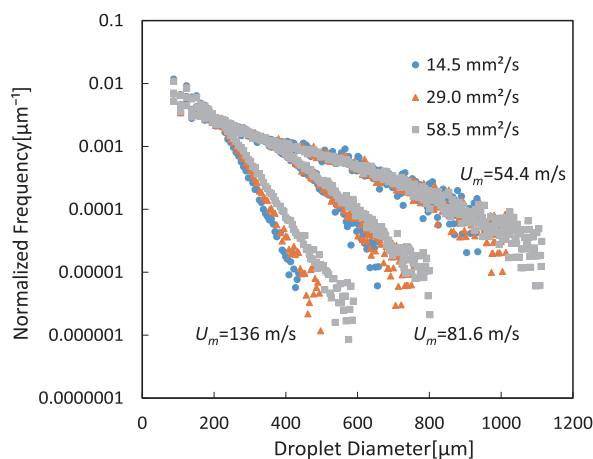 0.1
0.01
0.001
0.0001
0.00001
0.000001
0.0000001
Normalized Frequency[μm⁻¹]
14.5 mm²/s
29.0 mm²/s
58.5 mm²/s
Uₘ=54.4 m/s
Uₘ=136 m/s
Uₘ=81.6 m/s
0 200 400 600 800 1000 1200
Droplet Diameter[μm]